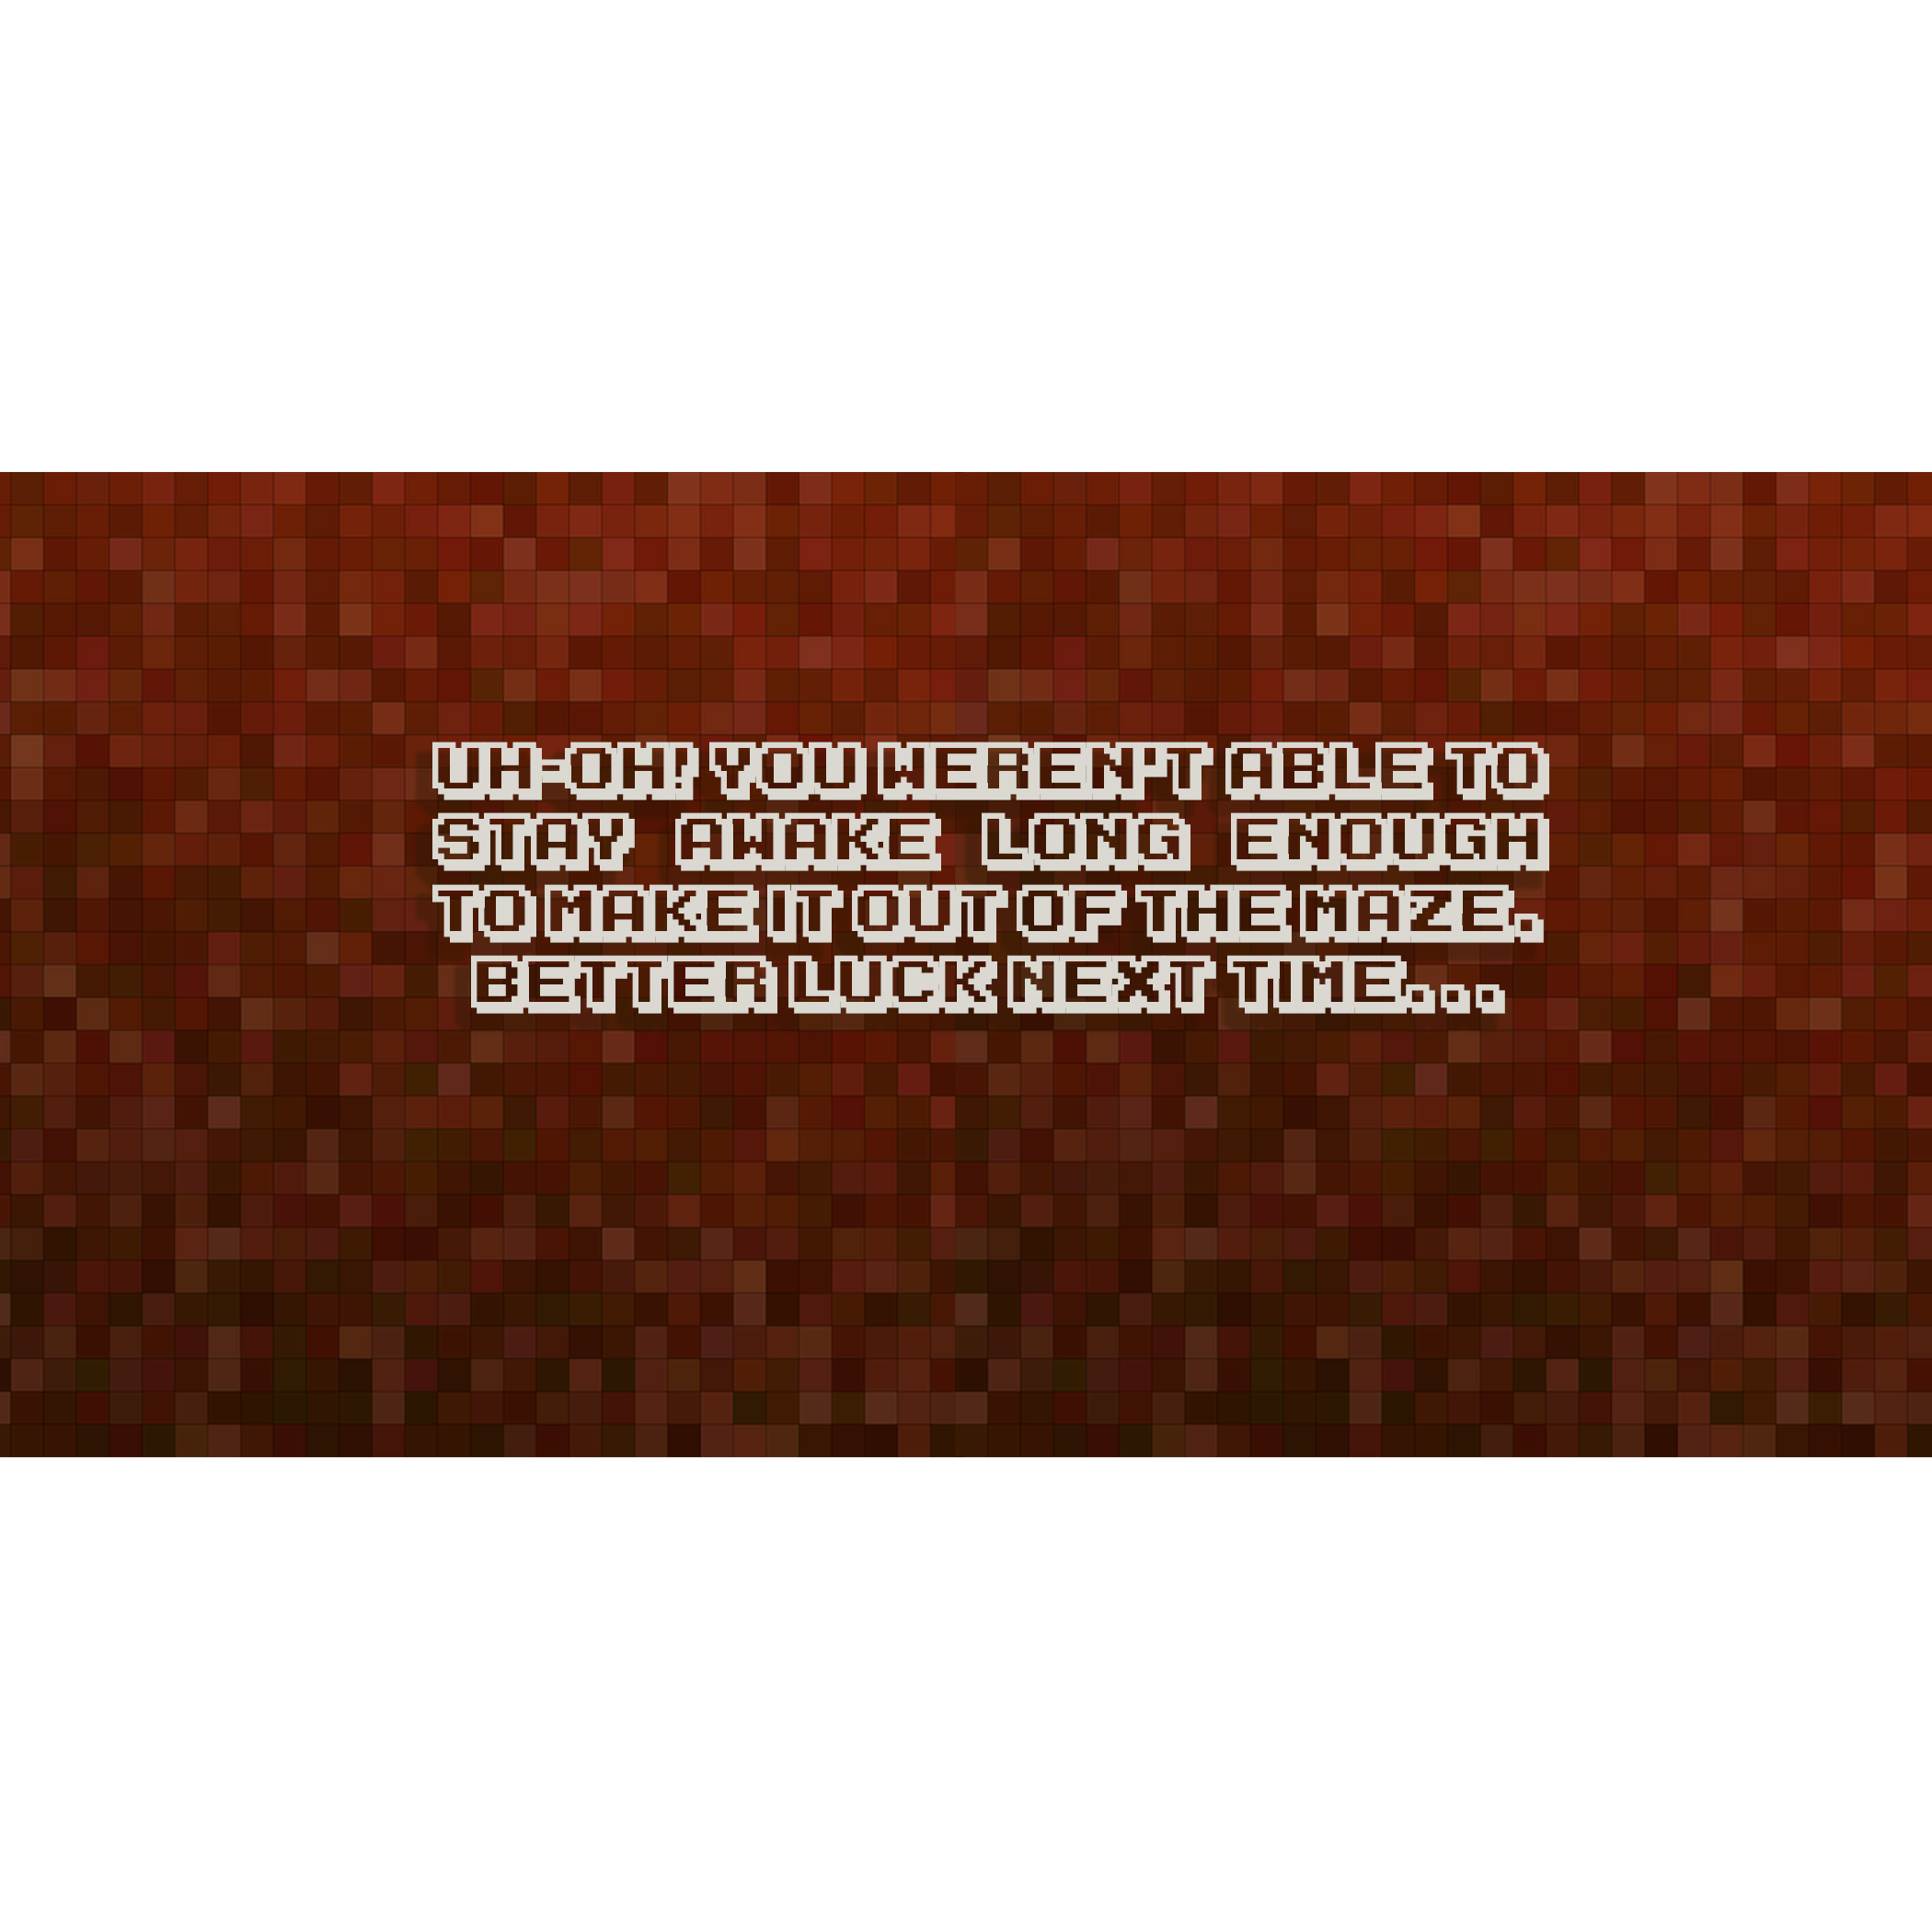 UH-OH! YOU WEREN'T ABLE TO
STAY AWAKE LONG ENOUGH
TO MAKE IT OUT OF THE MAZE.
BETTER LUCK NEXT TIME....